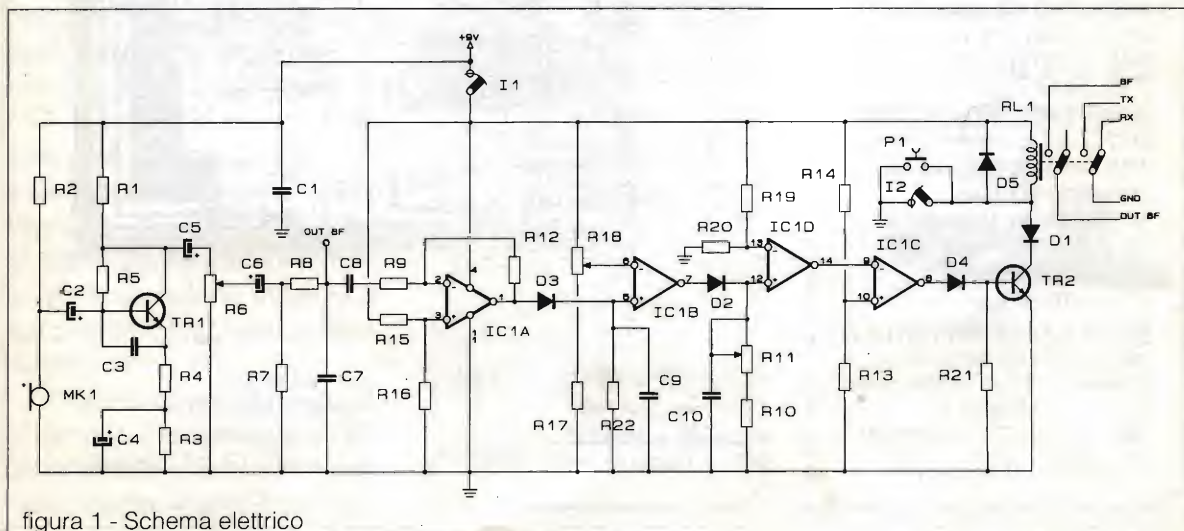 +9V
I1
BF
TX
RX
RL1
P1
D5
I2
GND
OUT BF
D1
R2
R1
C1
C5
R5
C2
TR1
R6
C6
R8
OUT BF
C8
R9
R12
D3
R18
R20
R19
R14
IC1D
IC1C
D4
TR2
C3
R4
MK1
C4
R3
R7
C7
R15
R16
2
3
4
1
11
IC1A
R17
R22
C9
6
5
7
IC1B
D2
C10
R11
R10
13
12
14
9
10
8
R13
R21
figura 1 - Schema elettrico